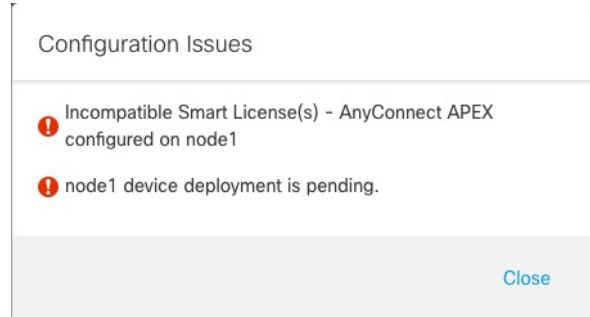 Configuration Issues
Incompatible Smart License(s) - AnyConnect APEX
configured on node1
node1 device deployment is pending.
Close